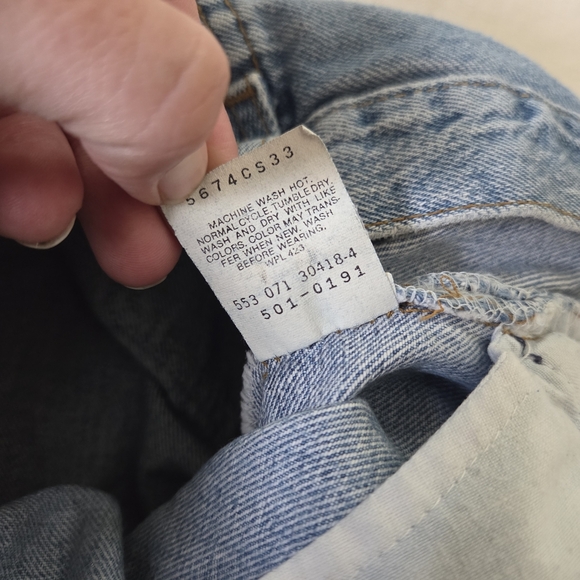 5674CS33
MACHINE WASH HOT.
NORMAL CYCLE. TUMBLE DRY.
WASH AND DRY WITH LIKE
COLORS. COLOR MAY TRANS-
FER WHEN NEW. WASH
BEFORE WEARING.
WPL 423
553 071 30418-4
501-0191